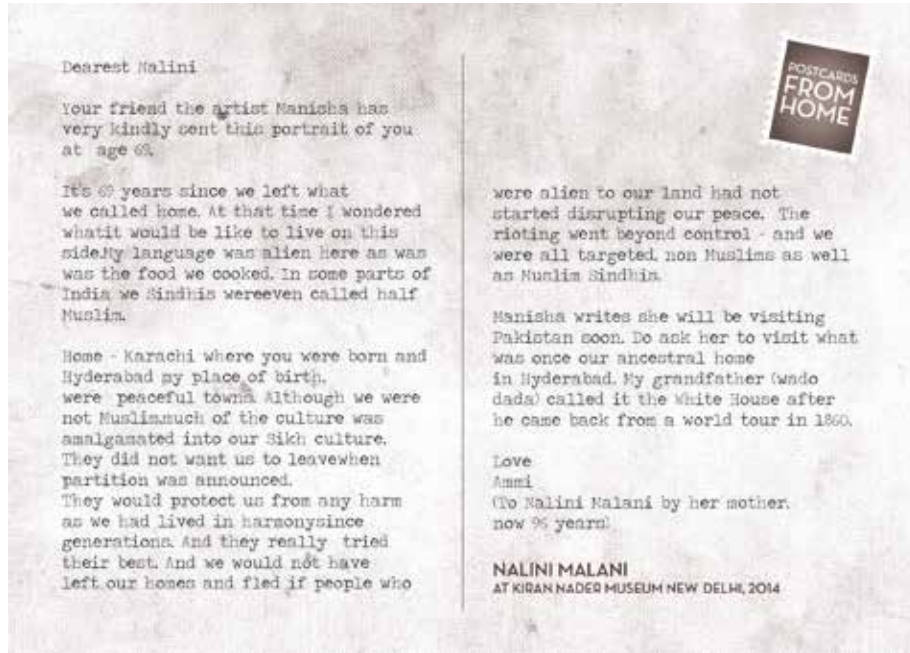 Dearest Nalini
Your friend the artist Manisha has
very kindly sent this portrait of you
at age 69.
It's 69 years since we left what
we called home. At that time I wondered
whatit would be like to live on this
side.My language was alien here as was
was the food we cooked. In some parts of
India we Sindhis wereeven called half
Muslim.
Home - Karachi where you were born and
Hyderabad my place of birth,
were peaceful towns. Although we were
not Muslim,much of the culture was
amalgamated into our Sikh culture.
They did not want us to leavewhen
partition was announced.
They would protect us from any harm
as we had lived in harmonysince
generations. And they really tried
their best. And we would not have
left our homes and fled if people who
POSTCARDS
FROM
HOME
were alien to our land had not
started disrupting our peace. The
rioting went beyond control - and we
were all targeted, non Muslims as well
as Muslim Sindhis.
Manisha writes she will be visiting
Pakistan soon. Do ask her to visit what
was once our ancestral home
in Hyderabad. My grandfather (wado
dada) called it the White House after
he came back from a world tour in 1860.
Love
Ammi
(To Nalini Malani by her mother,
now 96 years)
NALINI MALANI
AT KIRAN NADER MUSEUM NEW DELHI, 2014